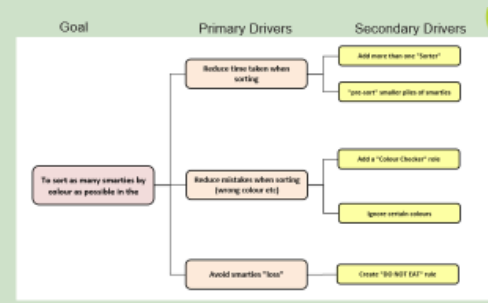 Goal
Primary Drivers
Secondary Drivers
To sort as many smarties by
colour as possible in the
Reduce time taken when
sorting
Add more than one "Sorter"
"pre-sort" smaller piles of smarties
Reduce mistakes when sorting
(wrong colour etc)
Add a "Colour Checker" role
Ignore certain colours
Avoid smarties "loss"
Create "DO NOT EAT" rule